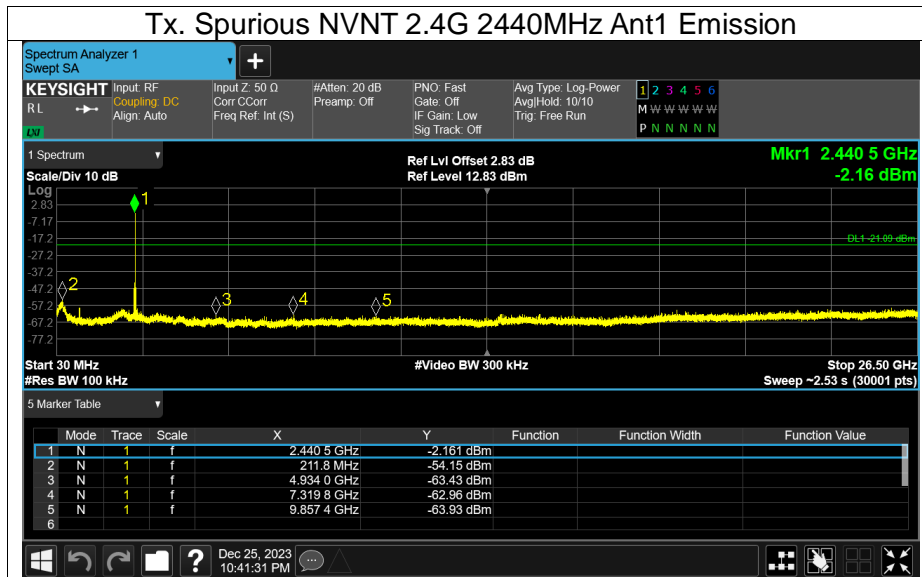 Tx. Spurious NVNT 2.4G 2440MHz Ant1 Emission
Spectrum Analyzer 1
Swept SA
+
KEYSIGHT Input: RF Input Z: 50 Ω #Atten: 20 dB PNO: Fast Avg Type: Log-Power 1 2 3 4 5 6
RL Coupling: DC Corr CCorr Preamp: Off Gate: Off Avg|Hold: 10/10 M W W W W W
Align: Auto Freq Ref: Int (S) IF Gain: Low Trig: Free Run
LXI Sig Track: Off P N N N N N
1 Spectrum Ref Lvl Offset 2.83 dB Mkr1 2.440 5 GHz
Scale/Div 10 dB Ref Level 12.83 dBm -2.16 dBm
Log
1
2.83
-7.17
-17.2 DL1 -21.09 dBm
-27.2
-37.2
-47.2 2
-57.2 3 4 5
-67.2
-77.2
Start 30 MHz #Video BW 300 kHz Stop 26.50 GHz
#Res BW 100 kHz Sweep ~2.53 s (30001 pts)
5 Marker Table
Mode Trace Scale X Y Function Function Width Function Value
1 N 1 f 2.440 5 GHz -2.161 dBm
2 N 1 f 211.8 MHz -54.15 dBm
3 N 1 f 4.934 0 GHz -63.43 dBm
4 N 1 f 7.319 8 GHz -62.96 dBm
5 N 1 f 9.857 4 GHz -63.93 dBm
6
? Dec 25, 2023
10:41:31 PM